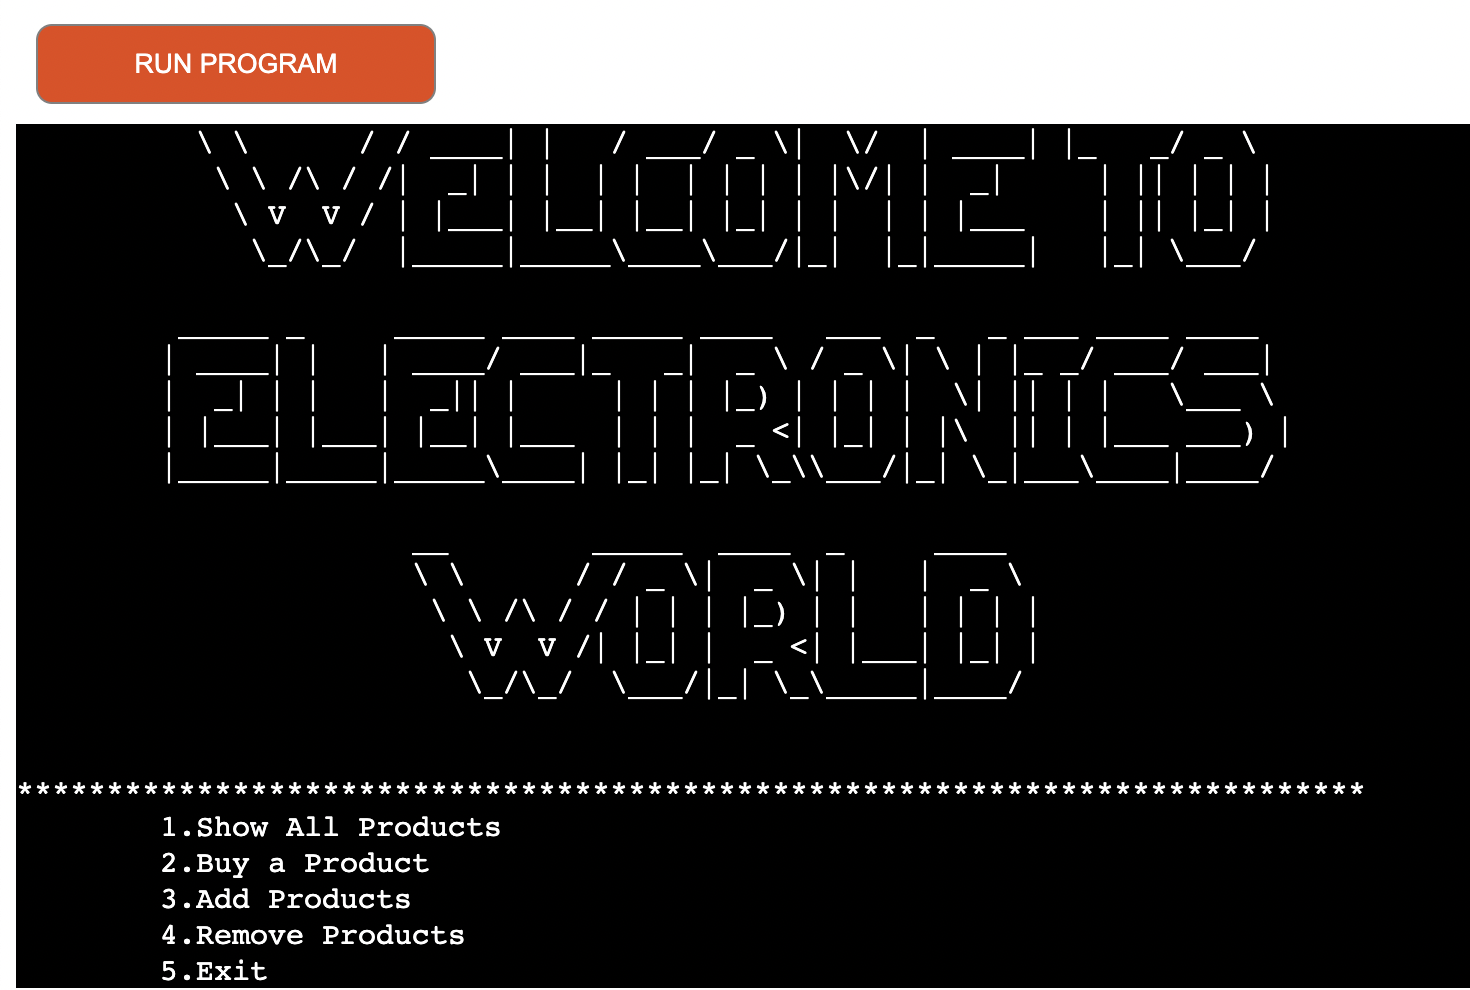 RUN PROGRAM
WELCOME TO
ELECTRONICS
WORLD
***************************************************************************
1.Show All Products
2.Buy a Product
3.Add Products
4.Remove Products
5.Exit